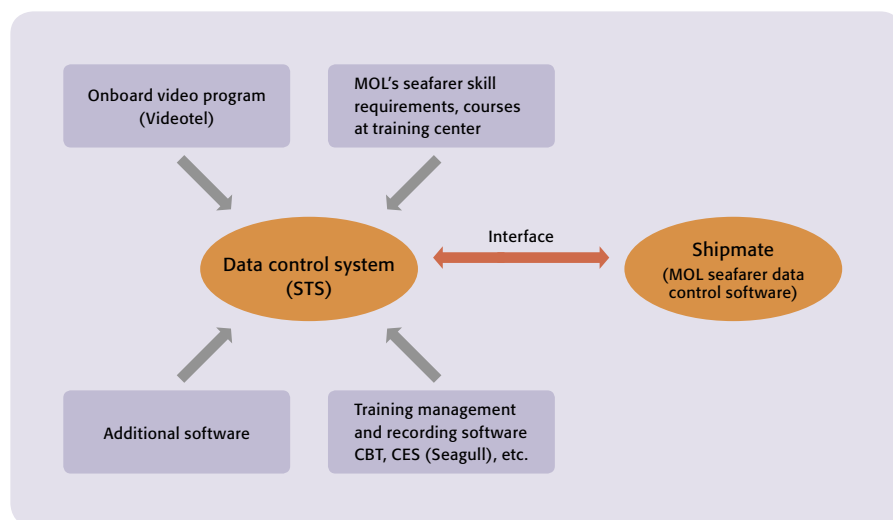 Onboard video program
(Videotel)
MOL's seafarer skill
requirements, courses
at training center
Interface
Data control system
(STS)
Shipmate
(MOL seafarer data
control software)
Additional software
Training management
and recording software
CBT, CES (Seagull), etc.